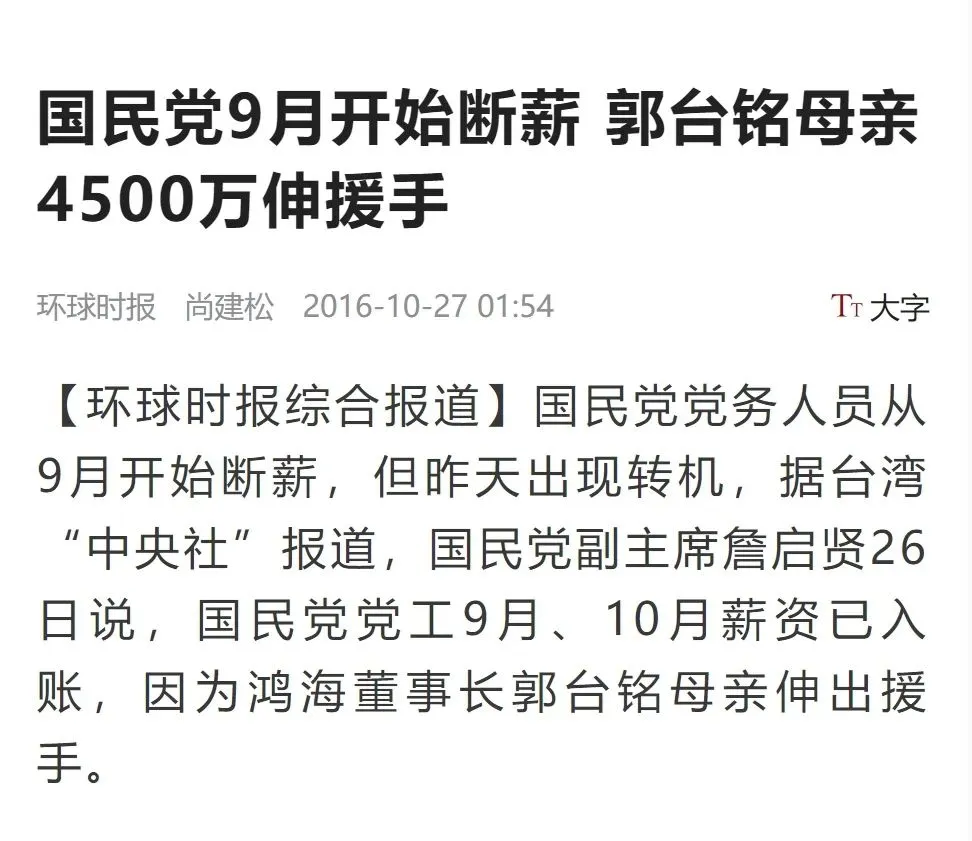 国民党9月开始断薪 郭台铭母亲
4500万伸援手
环球时报 尚建松 2016-10-27 01:54 TT 大字
【环球时报综合报道】国民党党务人员从
9月开始断薪，但昨天出现转机，据台湾
“中央社”报道，国民党副主席詹启贤26
日说，国民党党工9月、10月薪资已入
账，因为鸿海董事长郭台铭母亲伸出援
手。